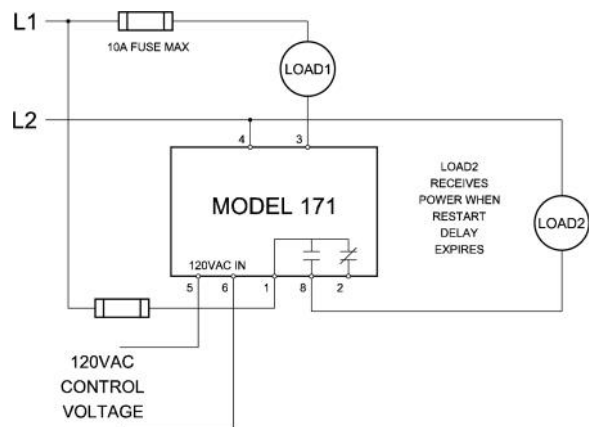 L1
10A FUSE MAX
LOAD1
L2
4
3
MODEL 171
LOAD2
RECEIVES
POWER WHEN
RESTART
DELAY
EXPIRES
LOAD2
120VAC IN
5
6
1
8
2
120VAC
CONTROL
VOLTAGE